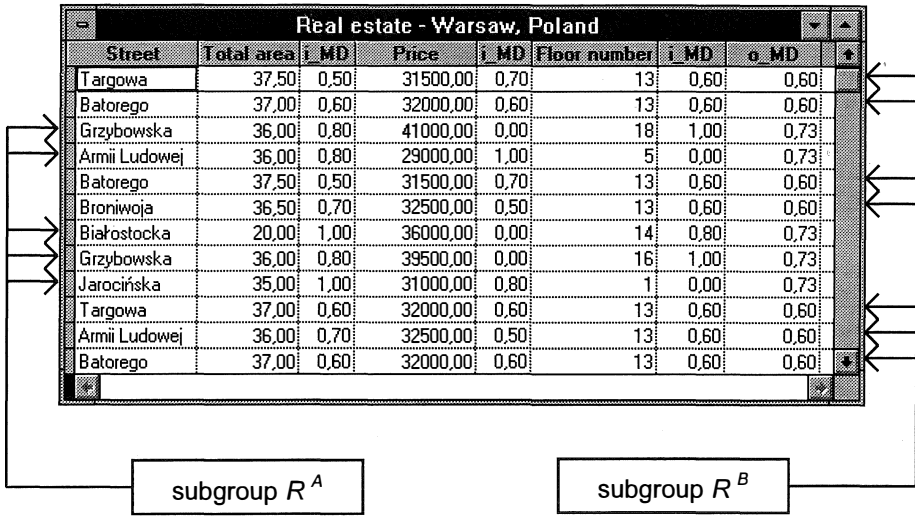 Real estate - Warsaw, Poland
Street Total area i_MD Price i_MD Floor number i_MD o_MD
Targowa 37,50 0,50 31500,00 0,70 13 0,60 0,60
Batorego 37,00 0,60 32000,00 0,60 13 0,60 0,60
Grzybowska 36,00 0,80 41000,00 0,00 18 1,00 0,73
Armii Ludowej 36,00 0,80 29000,00 1,00 5 0,00 0,73
Batorego 37,50 0,50 31500,00 0,70 13 0,60 0,60
Broniwoja 36,50 0,70 32500,00 0,50 13 0,60 0,60
Białostocka 20,00 1,00 36000,00 0,00 14 0,80 0,73
Grzybowska 36,00 0,80 39500,00 0,00 16 1,00 0,73
Jarocińska 35,00 1,00 31000,00 0,80 1 0,00 0,73
Targowa 37,00 0,60 32000,00 0,60 13 0,60 0,60
Armii Ludowej 36,00 0,70 32500,00 0,50 13 0,60 0,60
Batorego 37,00 0,60 32000,00 0,60 13 0,60 0,60
subgroup R^A
subgroup R^B